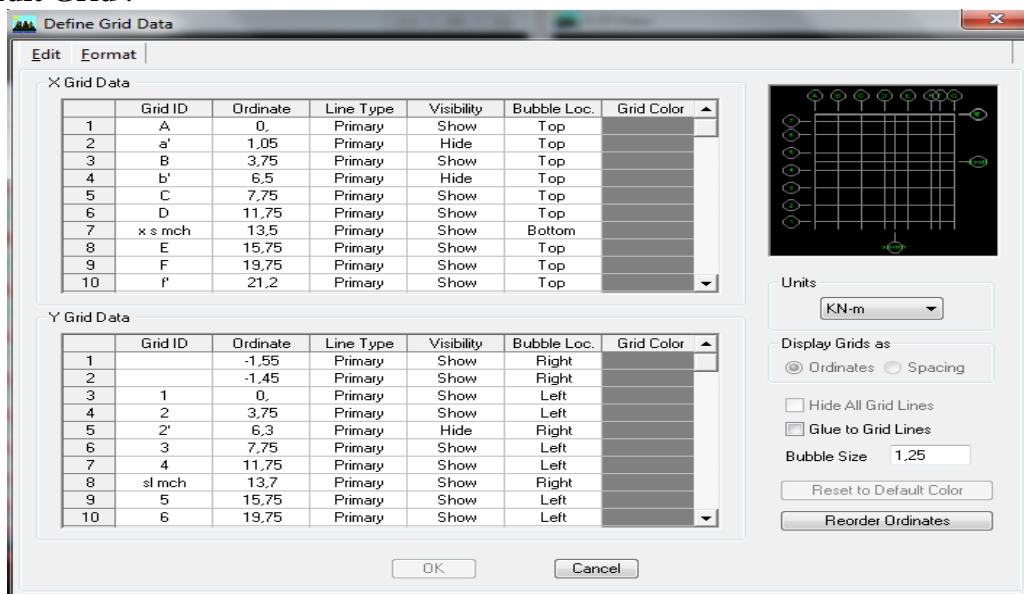 Define Grid Data
Edit Format
X Grid Data
Grid ID Ordinate Line Type Visibility Bubble Loc. Grid Color
1 A 0, Primary Show Top
2 a' 1,05 Primary Hide Top
3 B 3,75 Primary Show Top
4 b' 6,5 Primary Hide Top
5 C 7,75 Primary Show Top
6 D 11,75 Primary Show Top
7 x s mch 13,5 Primary Show Bottom
8 E 15,75 Primary Show Top
9 F 19,75 Primary Show Top
10 f' 21,2 Primary Show Top
Y Grid Data
Grid ID Ordinate Line Type Visibility Bubble Loc. Grid Color
1 -1,55 Primary Show Right
2 -1,45 Primary Show Right
3 1 0, Primary Show Left
4 2 3,75 Primary Show Left
5 2' 6,3 Primary Hide Right
6 3 7,75 Primary Show Left
7 4 11,75 Primary Show Left
8 sl mch 13,7 Primary Show Right
9 5 15,75 Primary Show Left
10 6 19,75 Primary Show Left
Units
KN-m
Display Grids as
Ordinates Spacing
Hide All Grid Lines
Glue to Grid Lines
Bubble Size 1,25
Reset to Default Color
Reorder Ordinates
OK Cancel